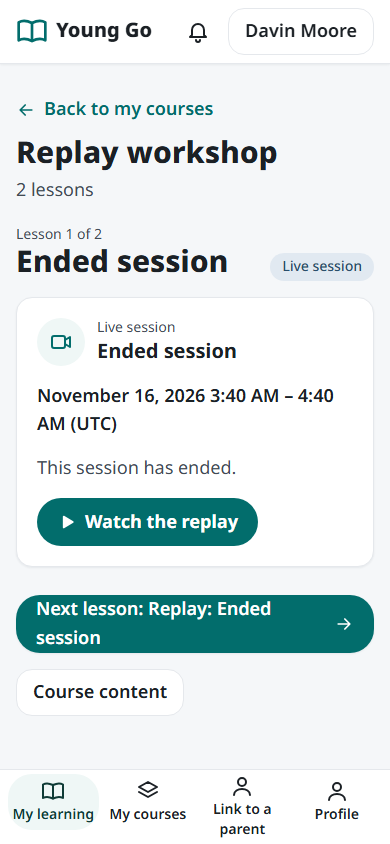 Young Go
Davin Moore
Back to my courses
Replay workshop
2 lessons
Lesson 1 of 2
Ended session
Live session
Live session
Ended session
November 16, 2026 3:40 AM – 4:40
AM (UTC)
This session has ended.
Watch the replay
Next lesson: Replay: Ended
session
Course content
My learning
My courses
Link to a
parent
Profile